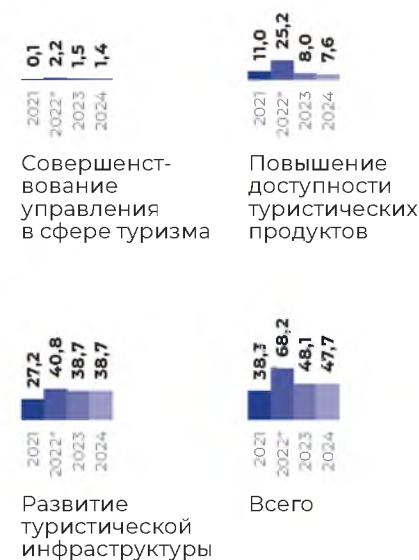 0,1 2,2 1,5 1,4
2021 2022* 2023 2024
Совершенст-
вование
управления
в сфере туризма
11,0 25,2 8,0 7,6
2021 2022* 2023 2024
Повышение
доступности
туристических
продуктов
27,2 40,8 38,7 38,7
2021 2022* 2023 2024
Развитие
туристической
инфраструктуры
38,3 68,2 48,1 47,7
2021 2022* 2023 2024
Всего